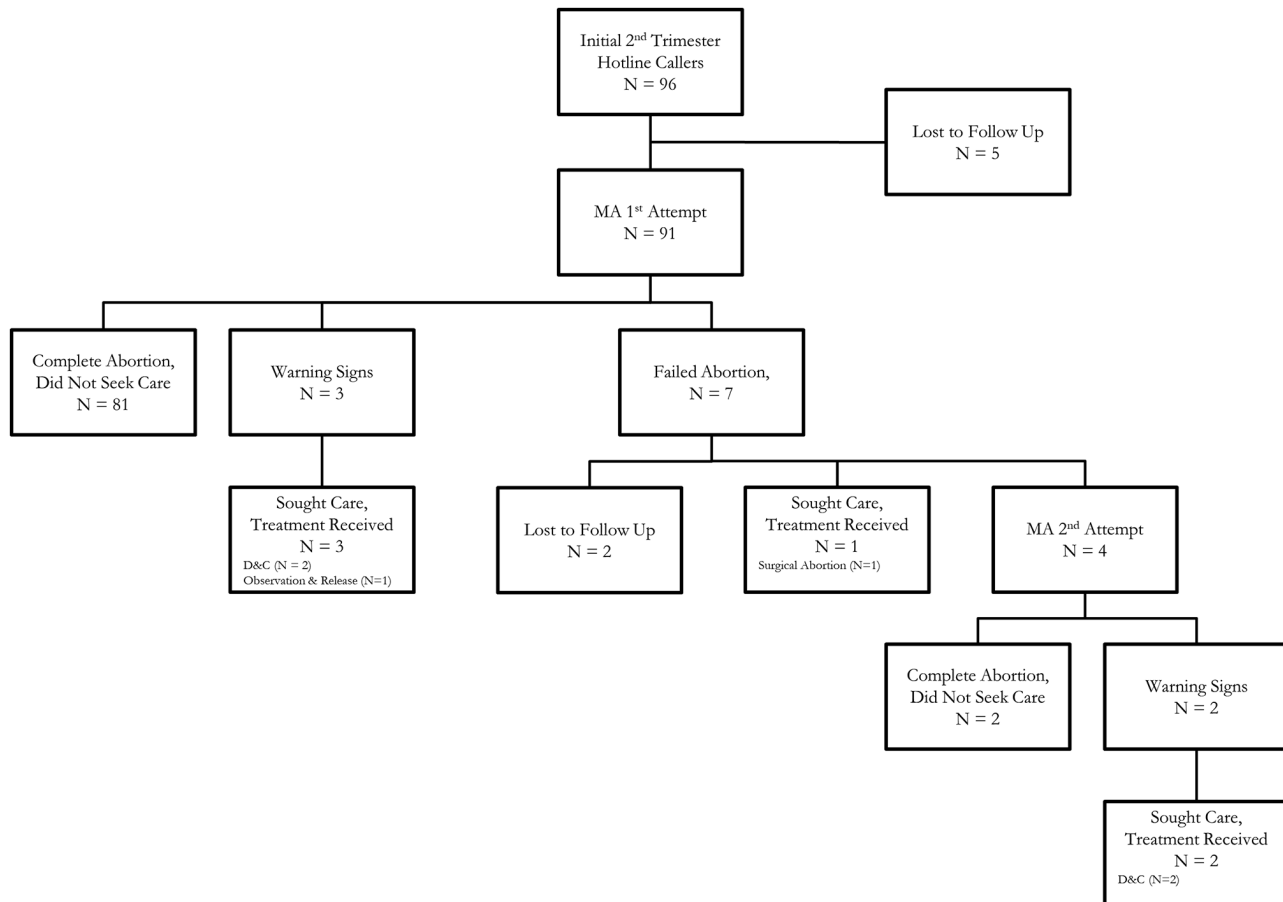 Initial 2nd Trimester
Hotline Callers
N = 96
Lost to Follow Up
N = 5
MA 1st Attempt
N = 91
Complete Abortion,
Did Not Seek Care
N = 81
Warning Signs
N = 3
Failed Abortion,
N = 7
Sought Care,
Treatment Received
N = 3
D&C (N = 2)
Observation & Release (N=1)
Lost to Follow Up
N = 2
Sought Care,
Treatment Received
N = 1
Surgical Abortion (N=1)
MA 2nd Attempt
N = 4
Complete Abortion,
Did Not Seek Care
N = 2
Warning Signs
N = 2
Sought Care,
Treatment Received
N = 2
D&C (N=2)